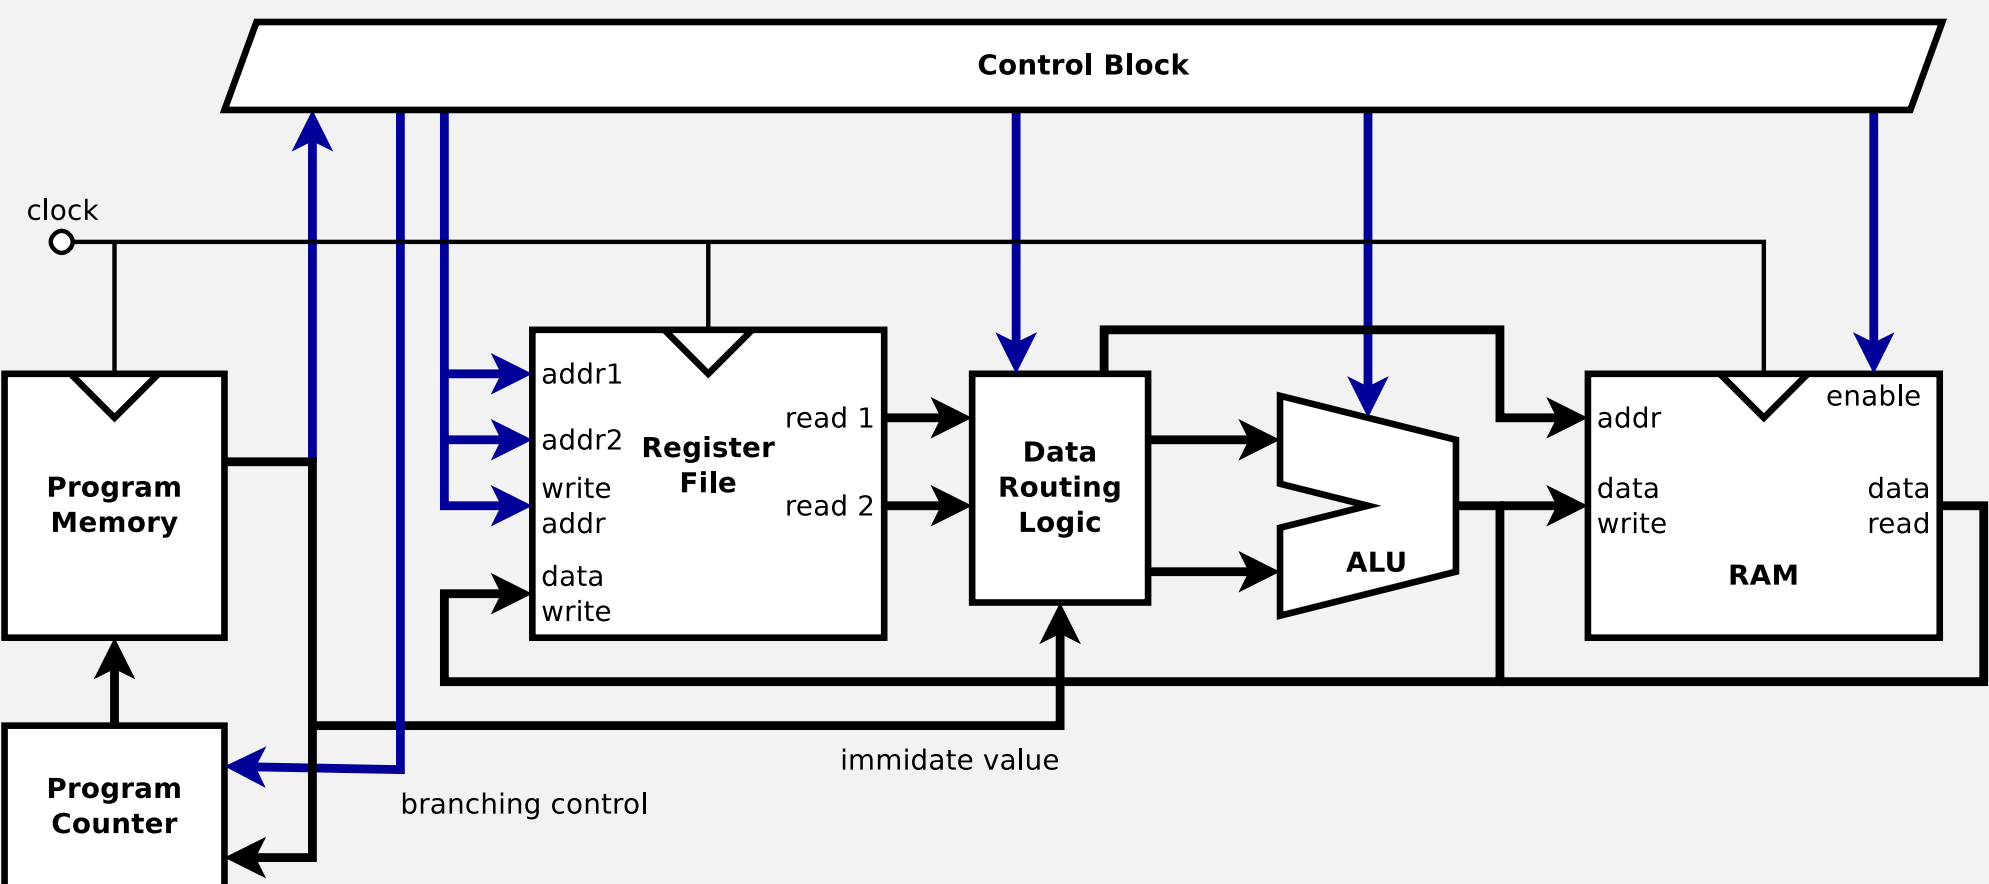 Control Block
clock
addr1
addr2
write
addr
data
write
Register
File
read 1
read 2
Data
Routing
Logic
ALU
addr
enable
data
write
data
read
RAM
Program
Memory
immidate value
branching control
Program
Counter